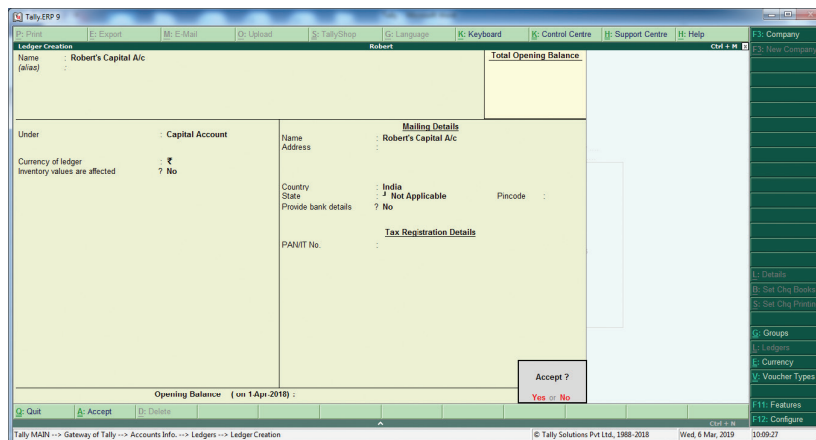 Tally.ERP 9
P: Print E: Export M: E-Mail O: Upload S: TallyShop G: Language K: Keyboard K: Control Centre H: Support Centre H: Help
F3: Company
F3: New Company
Ledger Creation Robert Ctrl + M
Name : Robert's Capital A/c
(alias) :
Total Opening Balance
Under : Capital Account
Currency of ledger : ₹
Inventory values are affected ? No
Mailing Details
Name : Robert's Capital A/c
Address :
Country : India
State : Not Applicable Pincode :
Provide bank details ? No
Tax Registration Details
PAN/IT No. :
Accept ?
Yes or No
Opening Balance ( on 1-Apr-2018) :
L: Details
B: Set Chq Books
S: Set Chq Printin
G: Groups
L: Ledgers
E: Currency
V: Voucher Types
F11: Features
F12: Configure
Q: Quit A: Accept D: Delete
Ctrl + N
Tally MAIN --> Gateway of Tally --> Accounts Info. --> Ledgers --> Ledger Creation © Tally Solutions Pvt Ltd., 1988-2018 Wed, 6 Mar, 2019 10:09:27